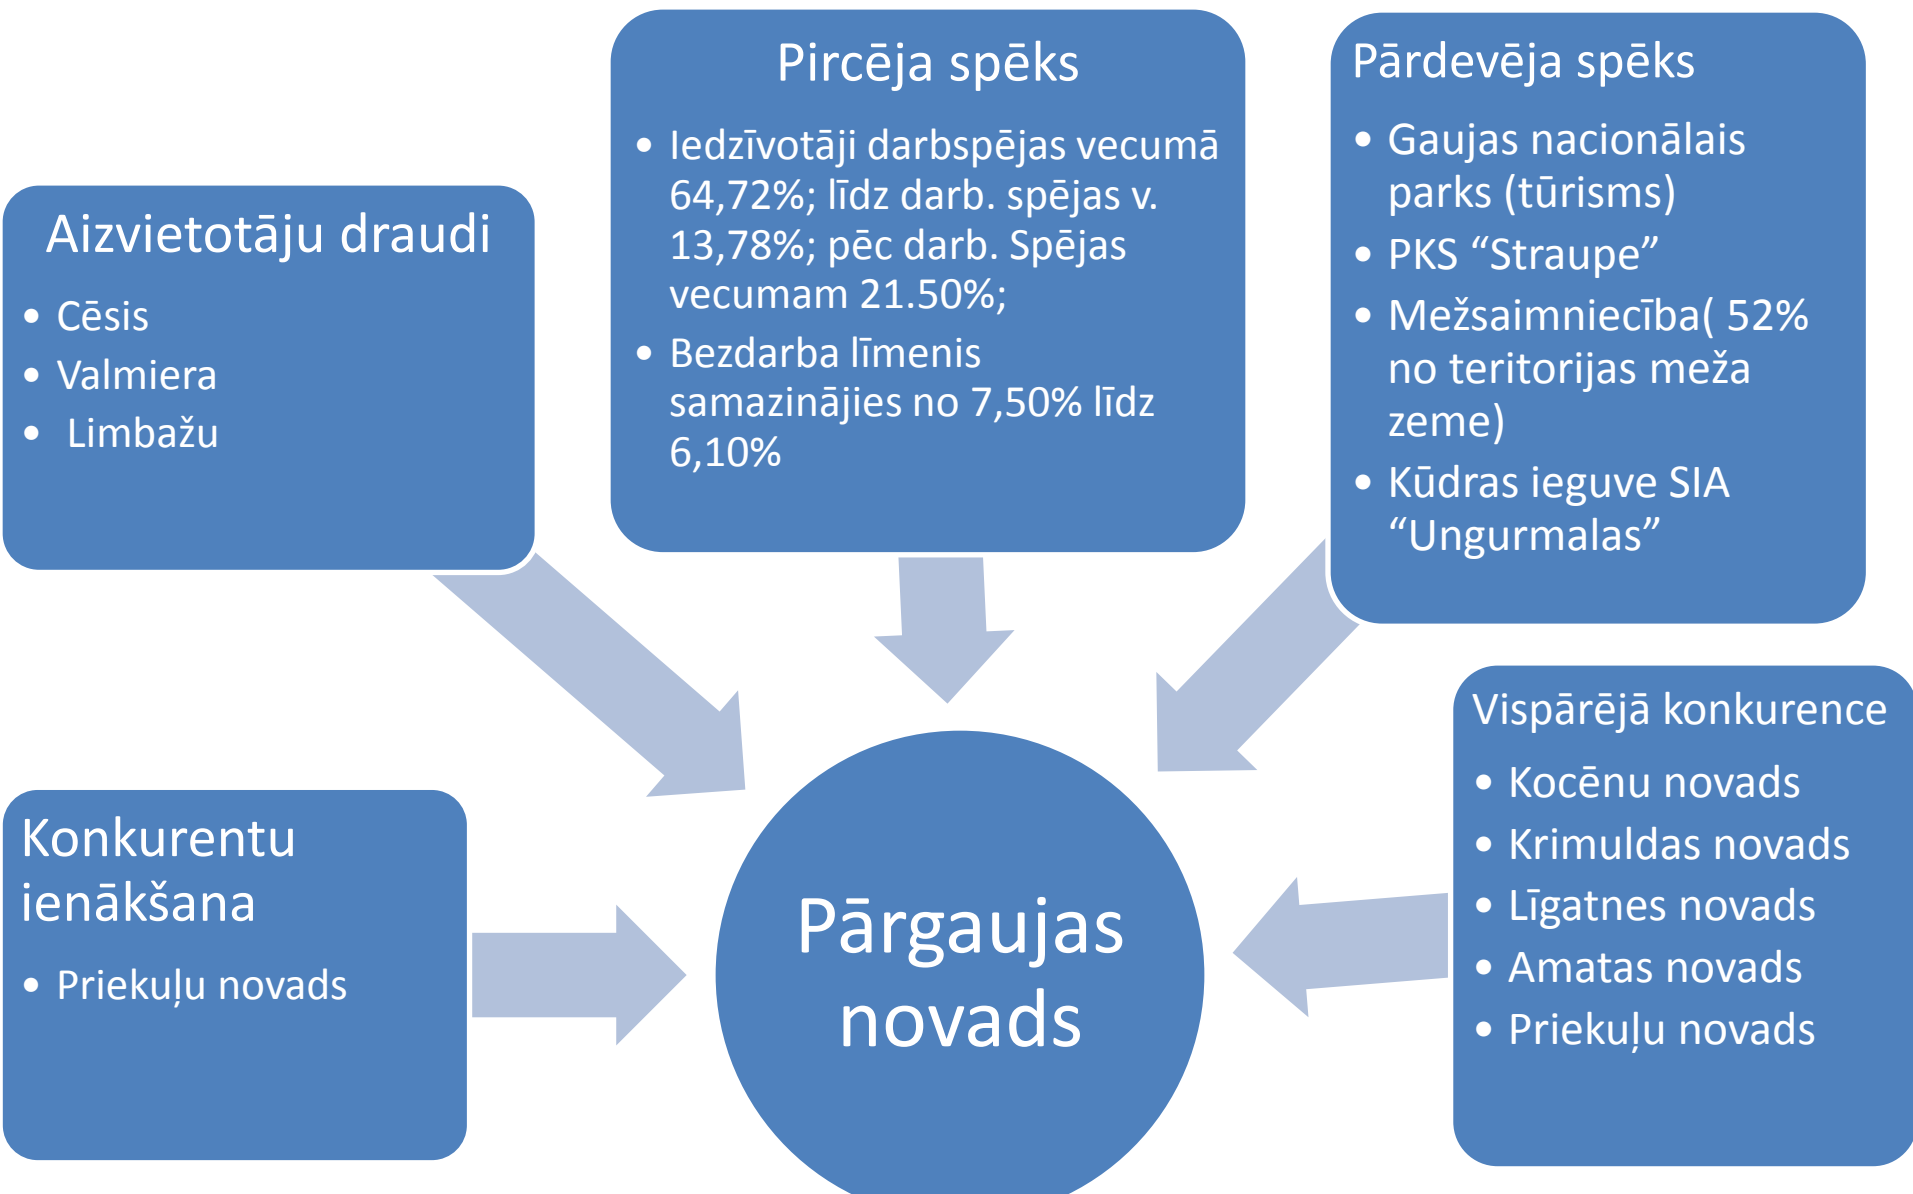 Aizvietotāju draudi
• Cēsis
• Valmiera
• Limbažu
Pircēja spēks
• Iedzīvotāji darbspējas vecumā
64,72%; līdz darb. spējas v.
13,78%; pēc darb. Spējas
vecumam 21.50%;
• Bezdarba līmenis
samazinājies no 7,50% līdz
6,10%
Pārdevēja spēks
• Gaujas nacionālais
parks (tūrisms)
• PKS “Straupe”
• Mežsaimniecība( 52%
no teritorijas meža
zeme)
• Kūdras ieguve SIA
“Ungurmalas”
Konkurentu
ienākšana
• Priekuļu novads
Pārgaujas
novads
Vispārējā konkurence
• Kocēnu novads
• Krimuldas novads
• Līgatnes novads
• Amatas novads
• Priekuļu novads